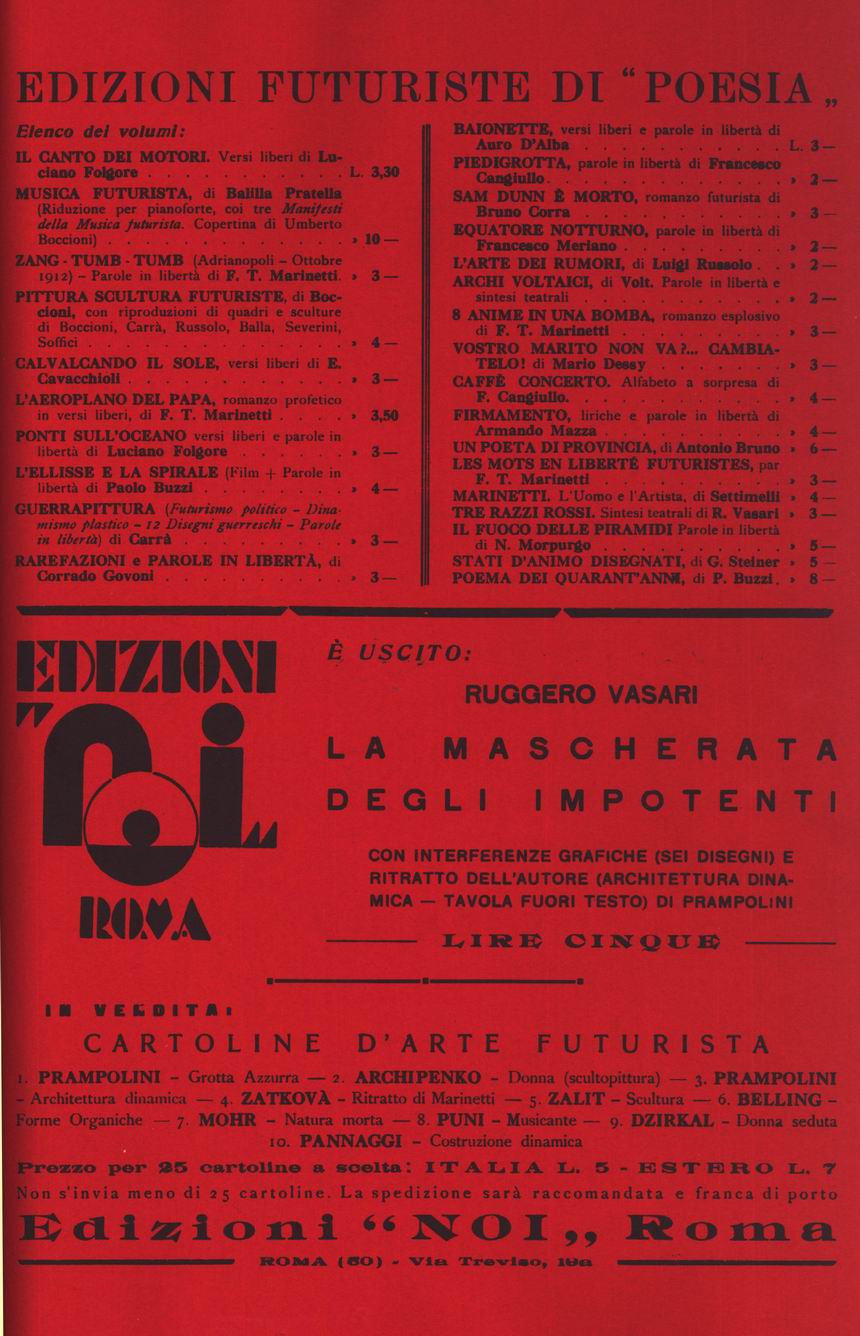 EDIZIONI FUTURISTE DI “ POESIA „
Elenco dei volumi:
IL CANTO DEI MOTORI. Versi liberi di Lu-
ciano Folgore . . . . . . . . . . . L. 3,30
MUSICA FUTURISTA, di Balilla Pratella
(Riduzione per pianoforte, coi tre Manifesti
della Musica futurista. Copertina di Umberto
Boccioni) . . . . . . . . . . . . . » 10 —
ZANG - TUMB - TUMB (Adrianopoli – Ottobre
1912) – Parole in libertà di F. T. Marinetti. » 3 —
PITTURA SCULTURA FUTURISTE, di Boc-
cioni, con riproduzioni di quadri e sculture
di Boccioni, Carrà, Russolo, Balla, Severini,
Soffici . . . . . . . . . . . . . . » 4 —
CALVALCANDO IL SOLE, versi liberi di E.
Cavacchioli . . . . . . . . . . . . » 3 —
L'AEROPLANO DEL PAPA, romanzo profetico
in versi liberi, di F. T. Marinetti . . . . » 3,50
PONTI SULL'OCEANO versi liberi e parole in
libertà di Luciano Folgore . . . . . . » 3 —
L'ELLISSE E LA SPIRALE (Film + Parole in
libertà di Paolo Buzzi . . . . . . . . » 4 —
GUERRAPITTURA (Futurismo politico – Dina-
mismo plastico – 12 Disegni guerreschi – Parole
in libertà) di Carrà . . . . . . . . . » 3 —
RAREFAZIONI e PAROLE IN LIBERTÀ, di
Corrado Govoni . . . . . . . . . . » 3 —
BAIONETTE, versi liberi e parole in libertà di
Auro D'Alba . . . . . . . . . . . L. 3 —
PIEDIGROTTA, parole in libertà di Francesco
Cangiullo . . . . . . . . . . . . . » 2 —
SAM DUNN È MORTO, romanzo futurista di
Bruno Corra . . . . . . . . . . . » 3 —
EQUATORE NOTTURNO, parole in libertà di
Francesco Meriano . . . . . . . . . » 2 —
L'ARTE DEI RUMORI, di Luigi Russolo . . » 2 —
ARCHI VOLTAICI, di Volt. Parole in libertà e
sintesi teatrali . . . . . . . . . . . » 2 —
8 ANIME IN UNA BOMBA, romanzo esplosivo
di F. T. Marinetti . . . . . . . . . » 3 —
VOSTRO MARITO NON VA?... CAMBIA-
TELO! di Mario Dessy . . . . . . . » 3 —
CAFFÈ CONCERTO. Alfabeto a sorpresa di
F. Cangiullo. . . . . . . . . . . . » 4 —
FIRMAMENTO, liriche e parole in libertà di
Armando Mazza . . . . . . . . . . » 4 —
UN POETA DI PROVINCIA, di Antonio Bruno » 6 —
LES MOTS EN LIBERTÉ FUTURISTES, par
F. T. Marinetti . . . . . . . . . . » 3 —
MARINETTI. L'Uomo e l'Artista, di Settimelli » 4 —
TRE RAZZI ROSSI. Sintesi teatrali di R. Vasari » 3 —
IL FUOCO DELLE PIRAMIDI Parole in libertà
di N. Morpurgo . . . . . . . . . . » 5 —
STATI D'ANIMO DISEGNATI, di G. Steiner » 5 —
POEMA DEI QUARANT'ANNI, di P. Buzzi . » 8 —
EDIZIONI
"NOI„
ROMA
È USCITO:
RUGGERO VASARI
LA MASCHERATA
DEGLI IMPOTENTI
CON INTERFERENZE GRAFICHE (SEI DISEGNI) E
RITRATTO DELL'AUTORE (ARCHITETTURA DINA-
MICA — TAVOLA FUORI TESTO) DI PRAMPOLINI
LIRE CINQUE
IN VENDITA:
CARTOLINE D'ARTE FUTURISTA
1. PRAMPOLINI – Grotta Azzurra — 2. ARCHIPENKO – Donna (scultopittura) — 3. PRAMPOLINI
– Architettura dinamica — 4. ZATKOVÀ – Ritratto di Marinetti — 5. ZALIT – Scultura — 6. BELLING –
Forme Organiche — 7. MOHR – Natura morta — 8. PUNI – Musicante — 9. DZIRKAL – Donna seduta
10. PANNAGGI – Costruzione dinamica
Prezzo per 25 cartoline a scelta: ITALIA L. 5 - ESTERO L. 7
Non s'invia meno di 25 cartoline. La spedizione sarà raccomandata e franca di porto
Edizioni “NOI„ Roma
ROMA (50) - Via Treviso, 19a